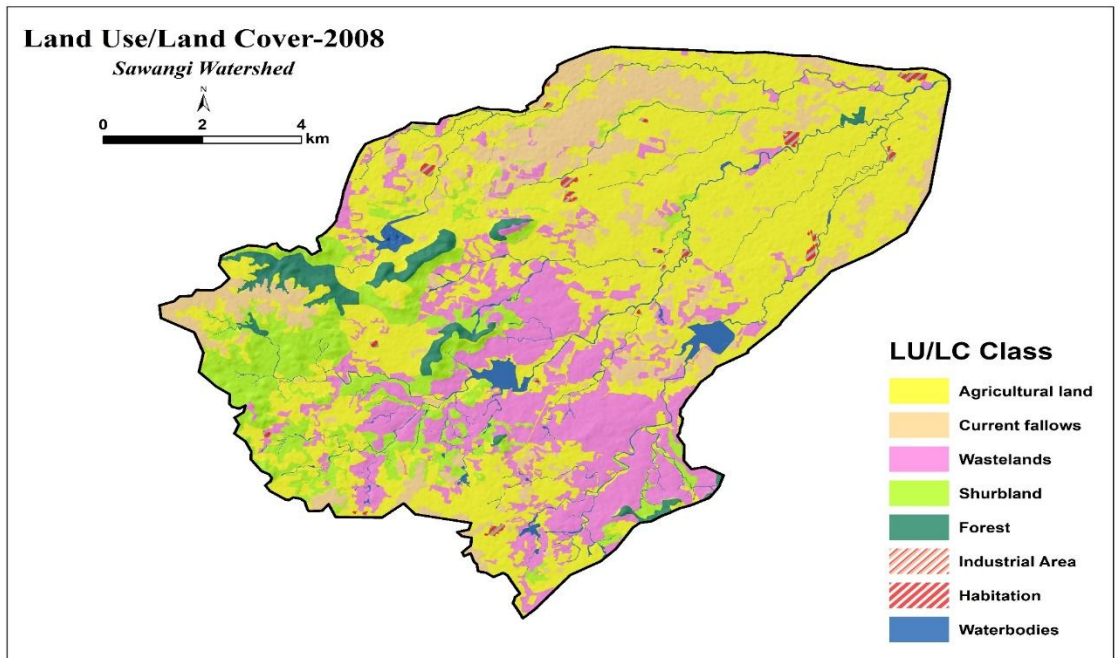 Land Use/Land Cover-2008
Sawangi Watershed
N
0 2 4
km
LU/LC Class
Agricultural land
Current fallows
Wastelands
Shurbland
Forest
Industrial Area
Habitation
Waterbodies